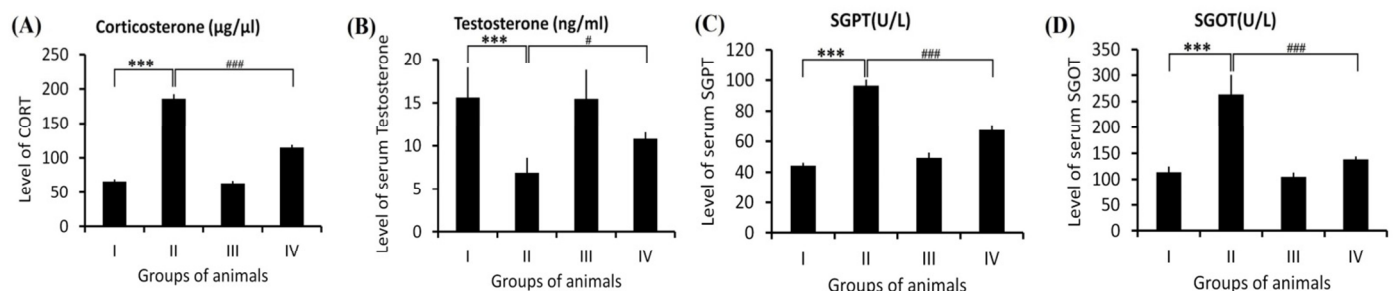 (A) Corticosterone (µg/µl)
*** ###
Level of CORT
250
200
150
100
50
0
I II III IV
Groups of animals
(B) Testosterone (ng/ml)
*** #
Level of serum Testosterone
20
15
10
5
0
I II III IV
Groups of animals
(C) SGPT(U/L)
*** ###
Level of serum SGPT
120
100
80
60
40
20
0
I II III IV
Groups of animals
(D) SGOT(U/L)
*** ###
Level of serum SGOT
350
300
250
200
150
100
50
0
I II III IV
Groups of animals